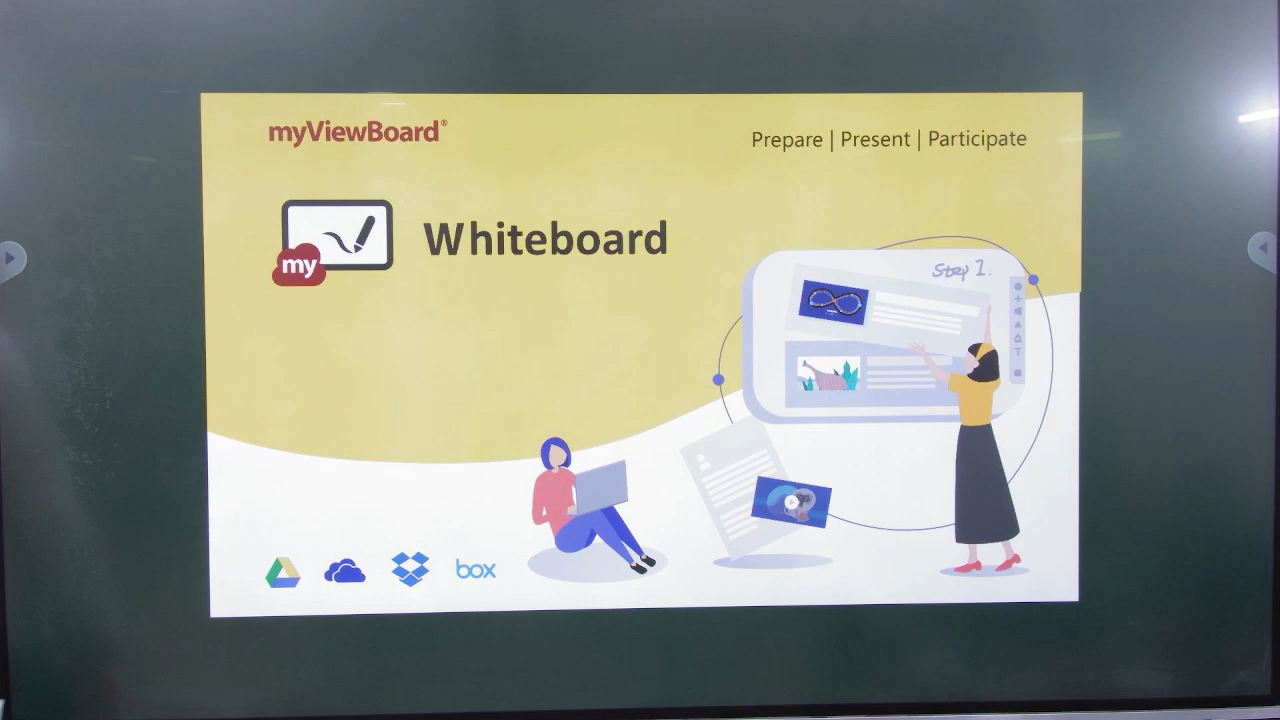 myViewBoard®
Prepare | Present | Participate
Whiteboard
my
Step 1.
T
box